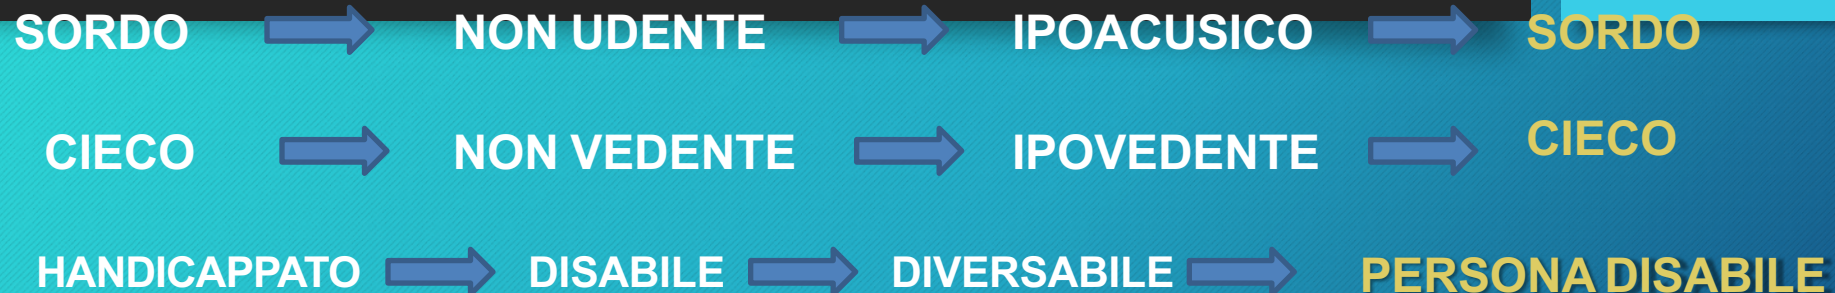 SORDO NON UDENTE IPOACUSICO SORDO
CIECO NON VEDENTE IPOVEDENTE CIECO
HANDICAPPATO DISABILE DIVERSABILE PERSONA DISABILE